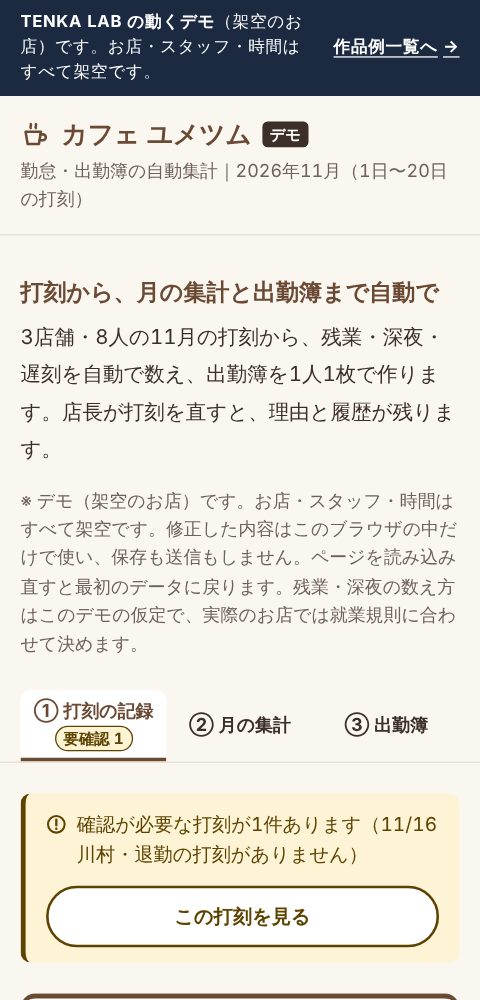 TENKA LAB の動くデモ（架空のお
店）です。お店・スタッフ・時間は
すべて架空です。
作品例一覧へ →
カフェ ユメツム デモ
勤怠・出勤簿の自動集計｜2026年11月（1日〜20日
の打刻）
打刻から、月の集計と出勤簿まで自動で
3店舗・8人の11月の打刻から、残業・深夜・
遅刻を自動で数え、出勤簿を1人1枚で作りま
す。店長が打刻を直すと、理由と履歴が残りま
す。
※ デモ（架空のお店）です。お店・スタッフ・時間は
すべて架空です。修正した内容はこのブラウザの中だ
けで使い、保存も送信もしません。ページを読み込み
直すと最初のデータに戻ります。残業・深夜の数え方
はこのデモの仮定で、実際のお店では就業規則に合わ
せて決めます。
① 打刻の記録
要確認 1
② 月の集計
③ 出勤簿
確認が必要な打刻が1件あります（11/16
川村・退勤の打刻がありません）
この打刻を見る